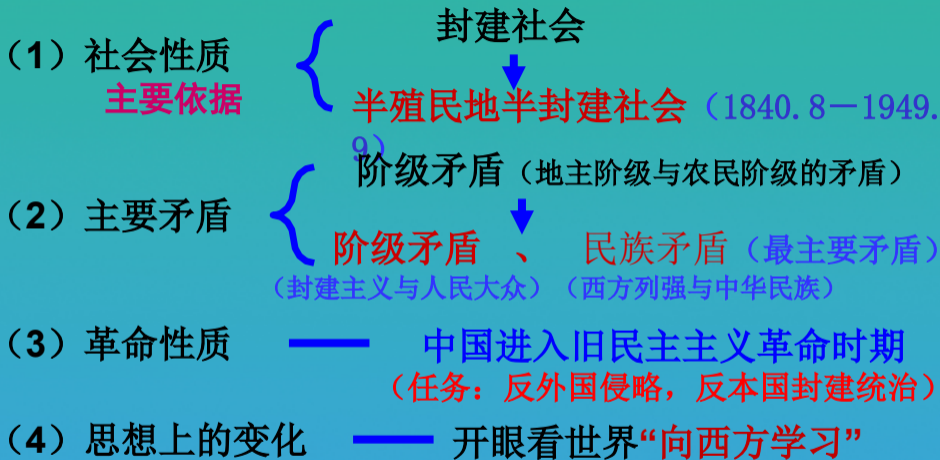 封建社会
（1）社会性质
主要依据
半殖民地半封建社会（1840.8－1949.
9）
阶级矛盾（地主阶级与农民阶级的矛盾）
（2）主要矛盾
阶级矛盾 、 民族矛盾（最主要矛盾）
（封建主义与人民大众）（西方列强与中华民族）
（3）革命性质 中国进入旧民主主义革命时期
（任务：反外国侵略，反本国封建统治）
（4）思想上的变化 开眼看世界“向西方学习”